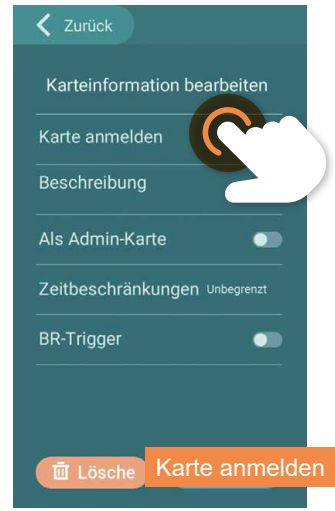 Zurück
Karteinformation bearbeiten
Karte anmelden
Beschreibung
Als Admin-Karte
Zeitbeschränkungen Unbegrenzt
BR-Trigger
Lösche
Karte anmelden